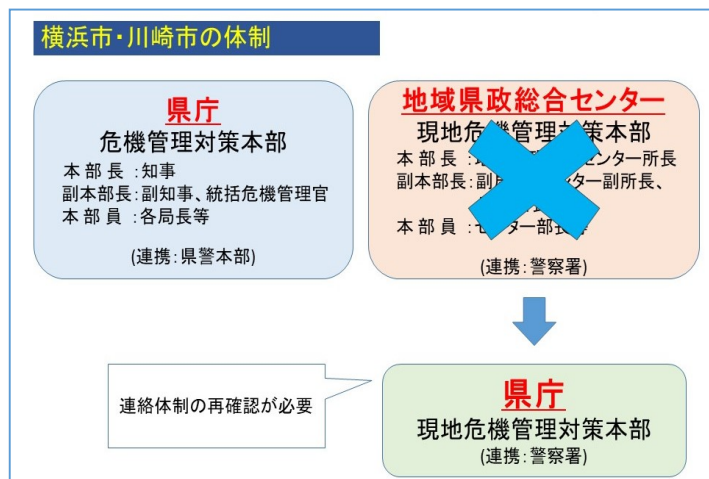 横浜市・川崎市の体制
県庁
危機管理対策本部
本部長：知事
副本部長：副知事、統括危機管理官
本部員：各局長等
(連携：県警本部)
地域県政総合センター
現地危機管理対策本部
本部長：センター所長
副本部長：副 ター副所長、
本部員：セ ター部長
(連携：警察署)
県庁
現地危機管理対策本部
(連携：警察署)
連絡体制の再確認が必要